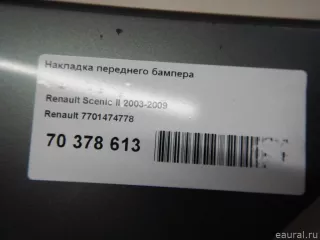 Накладка переднего бампера
Renault Scenic II 2003-2009
Renault 7701474778
70 378 613
eaural.ru